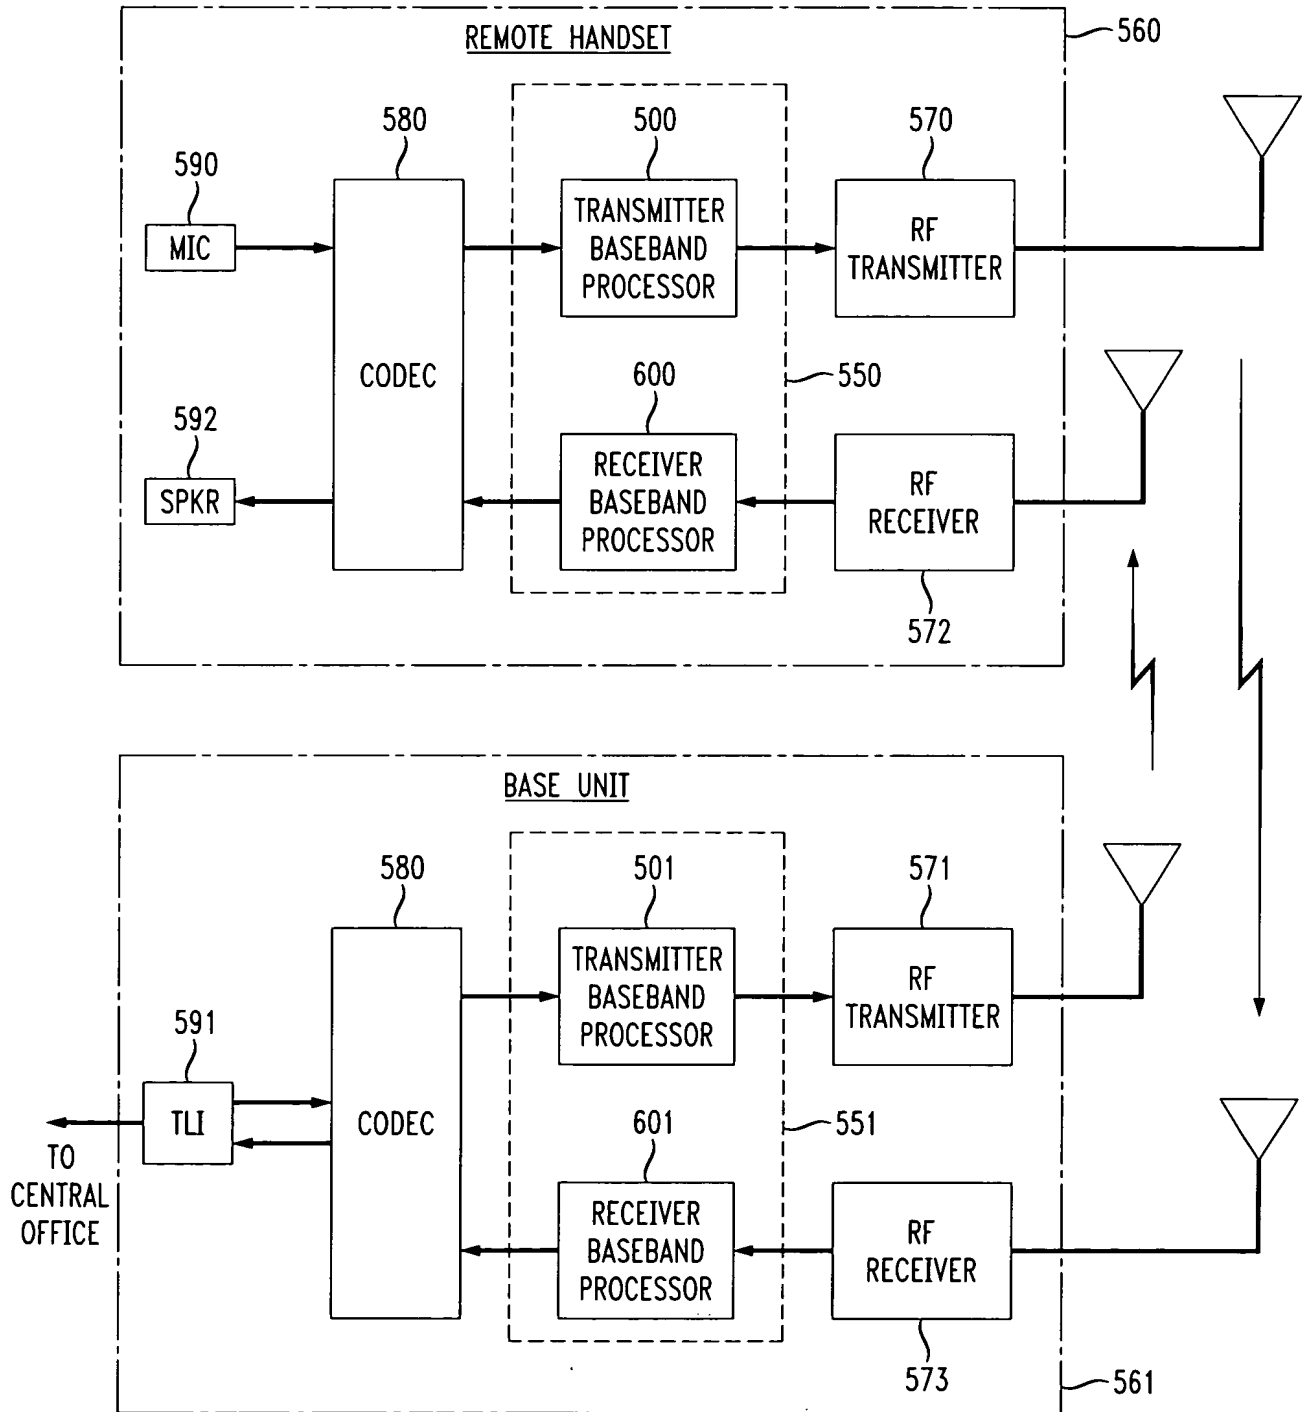 REMOTE HANDSET
560
580
500
570
590
MIC
TRANSMITTER
BASEBAND
PROCESSOR
RF
TRANSMITTER
CODEC
600
550
592
SPKR
RECEIVER
BASEBAND
PROCESSOR
RF
RECEIVER
572
BASE UNIT
580
501
571
TRANSMITTER
BASEBAND
PROCESSOR
RF
TRANSMITTER
591
TLI
CODEC
601
551
TO
CENTRAL
OFFICE
RECEIVER
BASEBAND
PROCESSOR
RF
RECEIVER
573
561